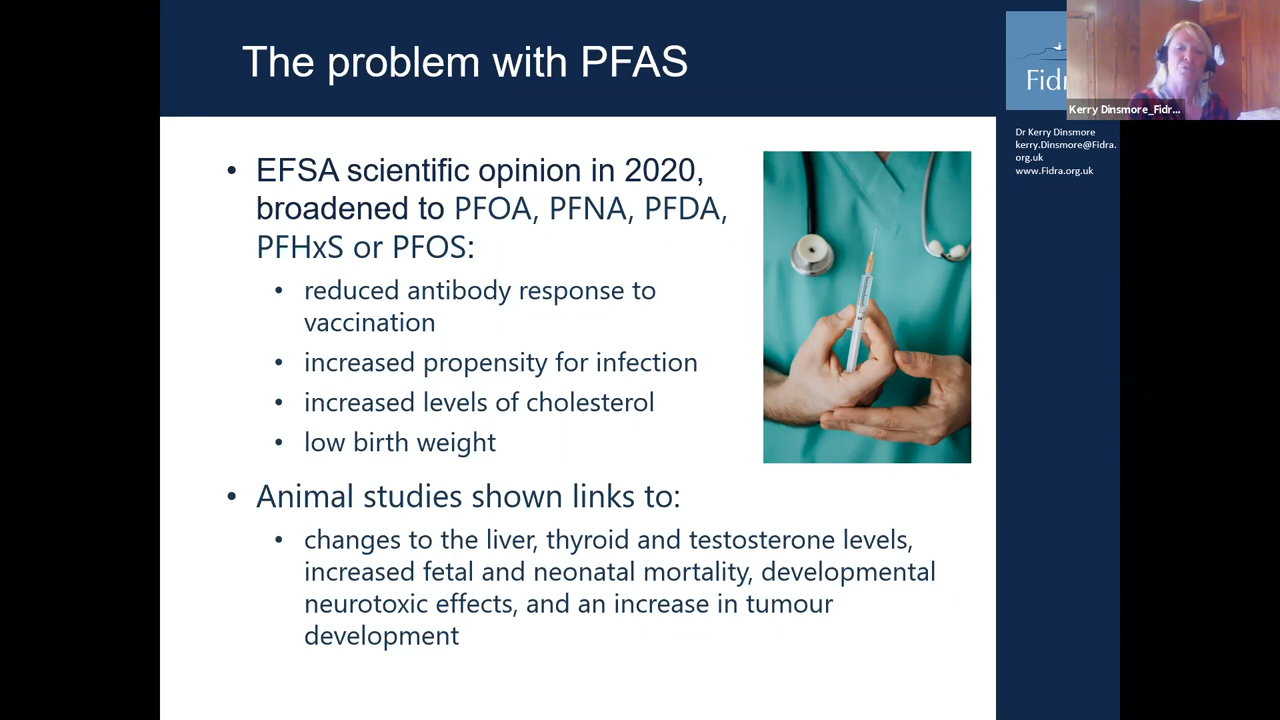 The problem with PFAS
• EFSA scientific opinion in 2020,
broadened to PFOA, PFNA, PFDA,
PFHxS or PFOS:
• reduced antibody response to
vaccination
• increased propensity for infection
• increased levels of cholesterol
• low birth weight
• Animal studies shown links to:
• changes to the liver, thyroid and testosterone levels,
increased fetal and neonatal mortality, developmental
neurotoxic effects, and an increase in tumour
development
Fid
Kerry Dinsmore_Fidr...
Dr Kerry Dinsmore
kerry.Dinsmore@Fidra.
org.uk
www.Fidra.org.uk